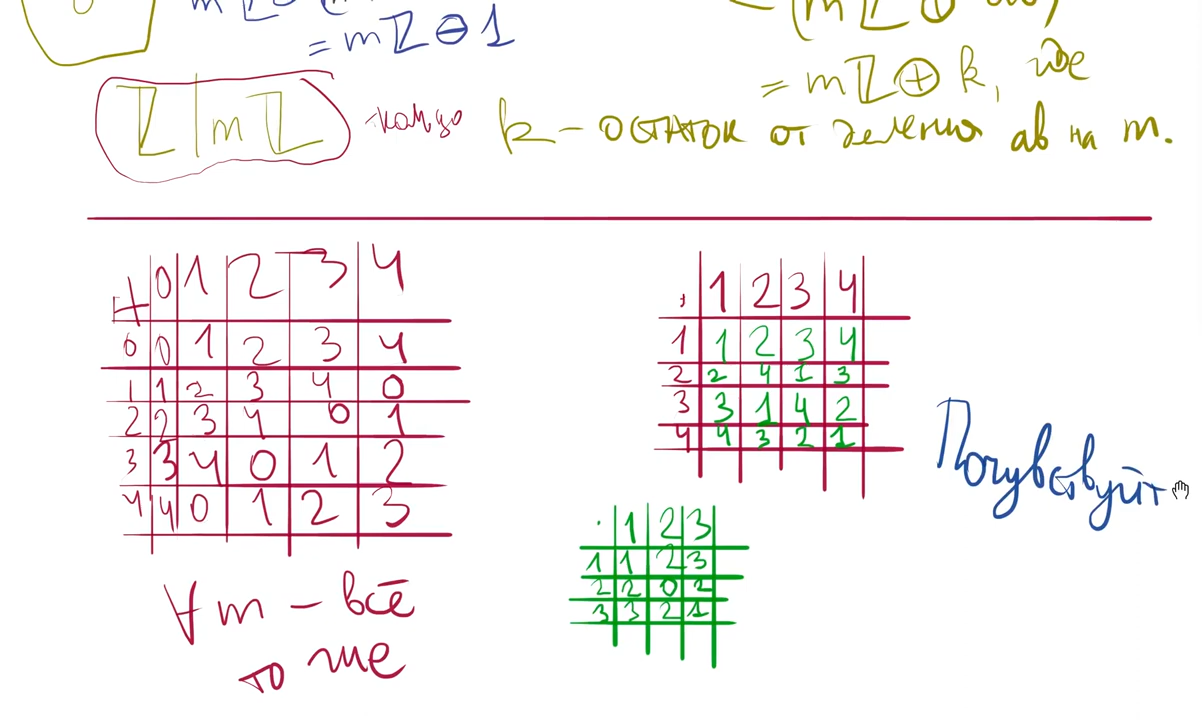 = mℤ ⊖ 1
= mℤ ⊕ k, где
ℤ | mℤ - кольцо
k - ОСТАТОК от деления ab на m.
+ 0 1 2 3 4
0 0 1 2 3 4
1 1 2 3 4 0
2 2 3 4 0 1
3 3 4 0 1 2
4 4 0 1 2 3
∀ m - всё
то же
· 1 2 3 4
1 1 2 3 4
2 2 4 1 3
3 3 1 4 2
4 4 3 2 1
· 1 2 3
1 1 2 3
2 2 0 2
3 3 2 1
Почувствуйт